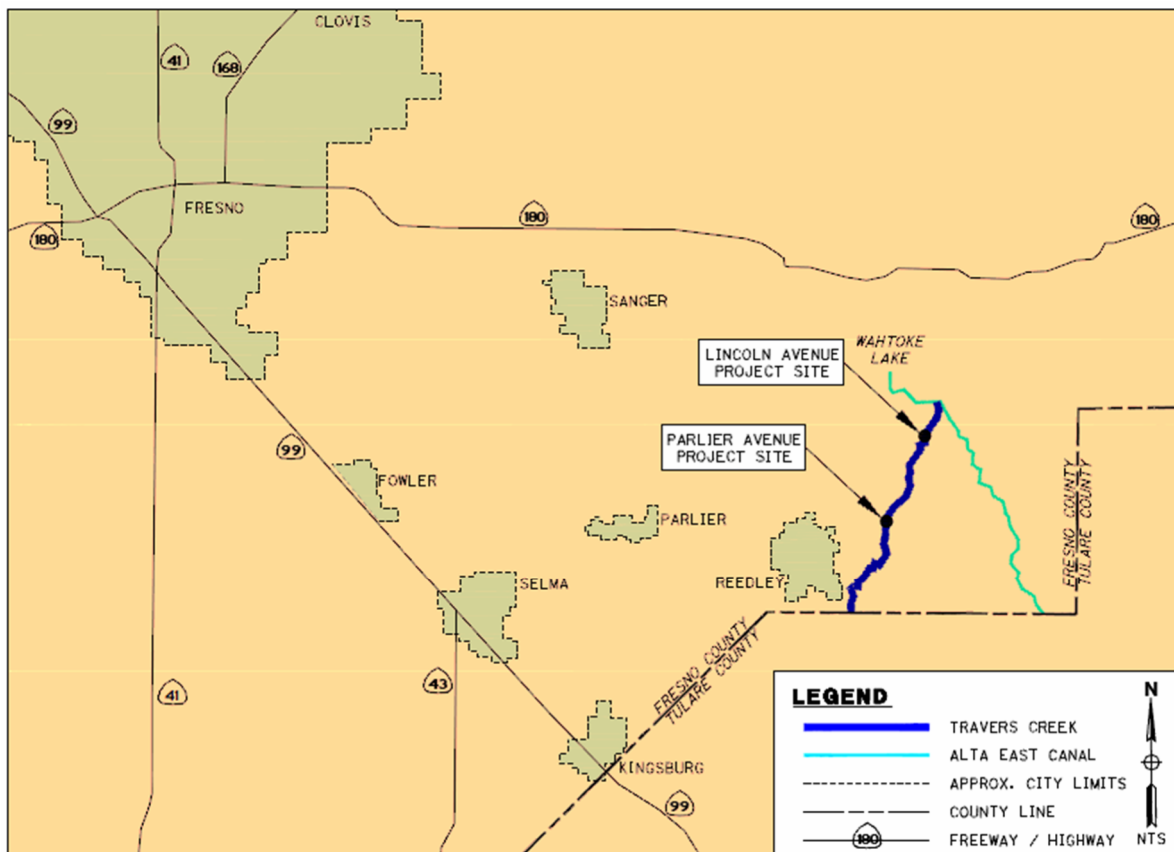 CLOVIS
41
168
99
FRESNO
180
180
180
SANGER
WAHTOKE
LAKE
LINCOLN AVENUE
PROJECT SITE
PARLIER AVENUE
PROJECT SITE
99
FOWLER
PARLIER
REEDLEY
SELMA
FRESNO COUNTY
TULARE COUNTY
FRESNO COUNTY
TULARE COUNTY
41
43
KINGSBURG
99
LEGEND
TRAVERS CREEK
ALTA EAST CANAL
APPROX. CITY LIMITS
COUNTY LINE
180
FREEWAY / HIGHWAY
N
NTS